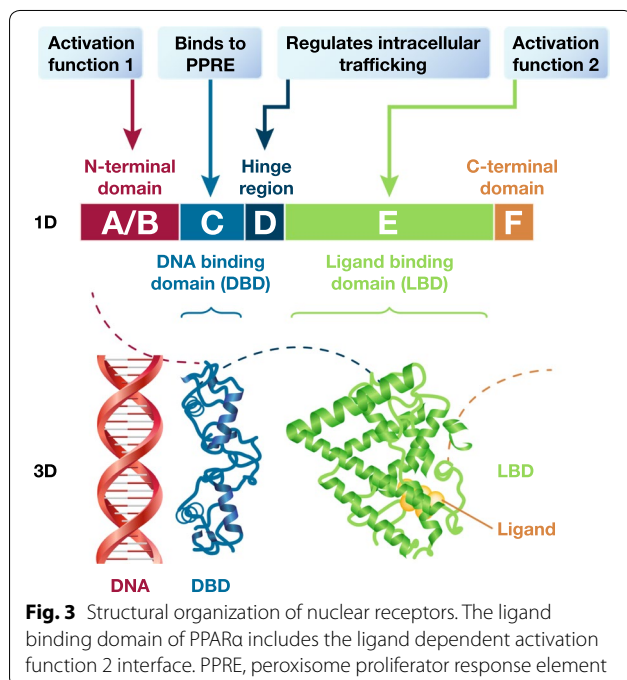 Activation
function 1
Binds to
PPRE
Regulates intracellular
trafficking
Activation
function 2
N-terminal
domain
Hinge
region
C-terminal
domain
1D
A/B
C
D
E
F
DNA binding
domain (DBD)
Ligand binding
domain (LBD)
3D
LBD
Ligand
DNA
DBD
Fig. 3 Structural organization of nuclear receptors. The ligand
binding domain of PPARα includes the ligand dependent activation
function 2 interface. PPRE, peroxisome proliferator response element